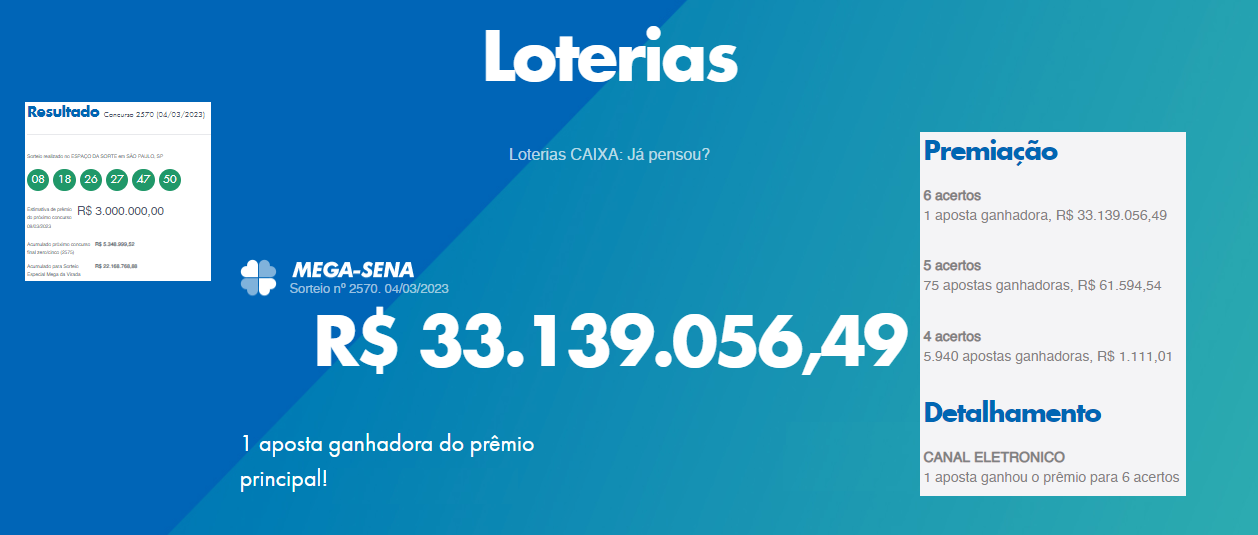 Loterias
Loterias CAIXA: Já pensou?
Resultado Concurso 2570 (04/03/2023)
Sorteio realizado no ESPAÇO DA SORTE em SÃO PAULO, SP
08 18 26 27 47 50
Estimativa de prêmio
do próximo concurso
08/03/2023
R$ 3.000.000,00
Acumulado próximo concurso
final zero/cinco (2575)
R$ 5.348.999,52
Acumulado para Sorteio
Especial Mega da Virada
R$ 22.168.768,88
MEGA-SENA
Sorteio nº 2570. 04/03/2023
R$ 33.139.056,49
1 aposta ganhadora do prêmio
principal!
Premiação
6 acertos
1 aposta ganhadora, R$ 33.139.056,49
5 acertos
75 apostas ganhadoras, R$ 61.594,54
4 acertos
5.940 apostas ganhadoras, R$ 1.111,01
Detalhamento
CANAL ELETRONICO
1 aposta ganhou o prêmio para 6 acertos